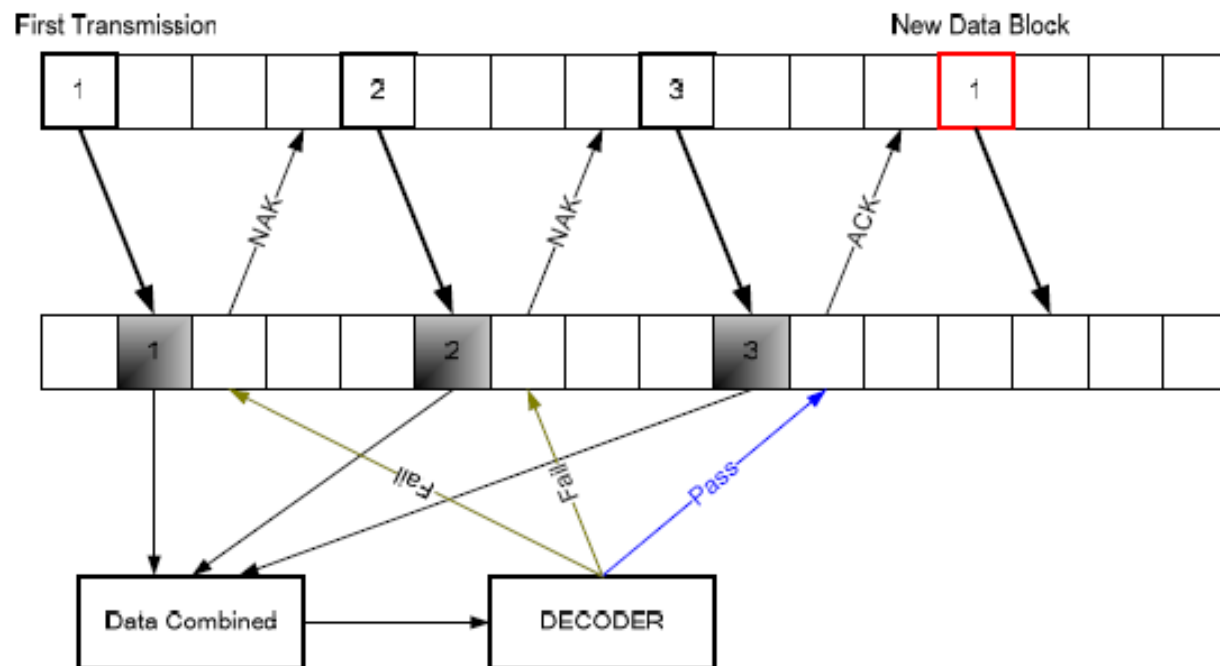 First Transmission
New Data Block
1
2
3
1
NAK
NAK
ACK
1
2
3
Fail
Fail
Pass
Data Combined
DECODER